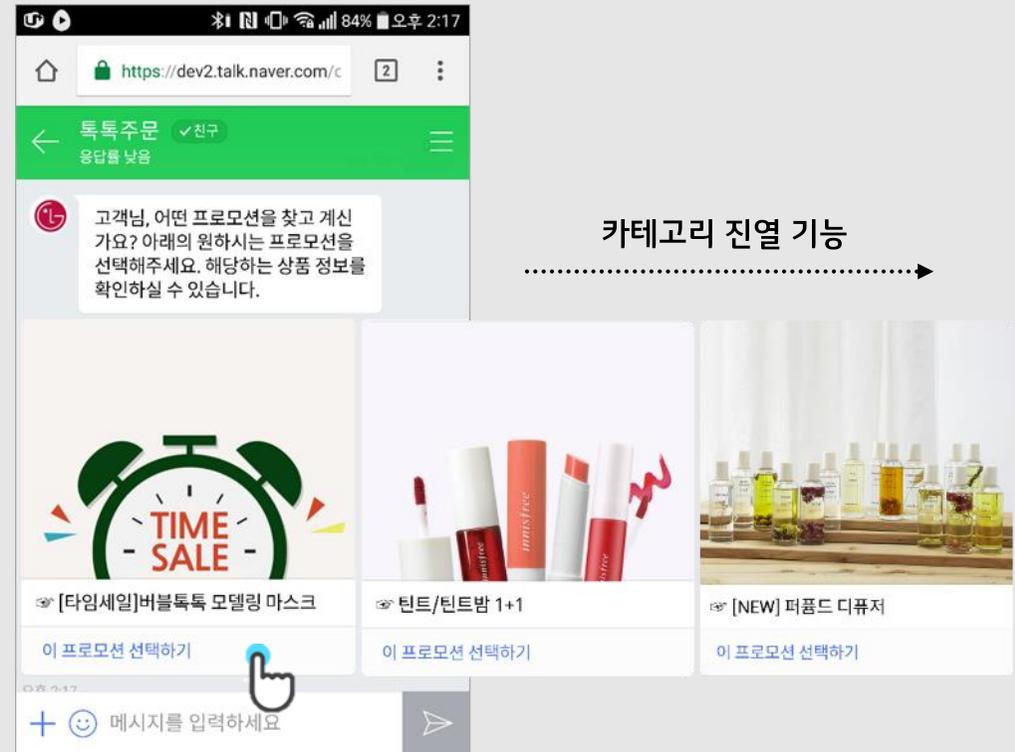 84% 오후 2:17
https://dev2.talk.naver.com/c
2
톡톡주문 ✓친구
응답률 낮음
고객님, 어떤 프로모션을 찾고 계신
가요? 아래의 원하시는 프로모션을
선택해주세요. 해당하는 상품 정보를
확인하실 수 있습니다.
카테고리 진열 기능
TIME
SALE
innisfree
☞ [타임세일]버블톡톡 모델링 마스크
☞ 틴트/틴트밤 1+1
☞ [NEW] 퍼퓸드 디퓨저
이 프로모션 선택하기
이 프로모션 선택하기
이 프로모션 선택하기
오후 2:17
메시지를 입력하세요